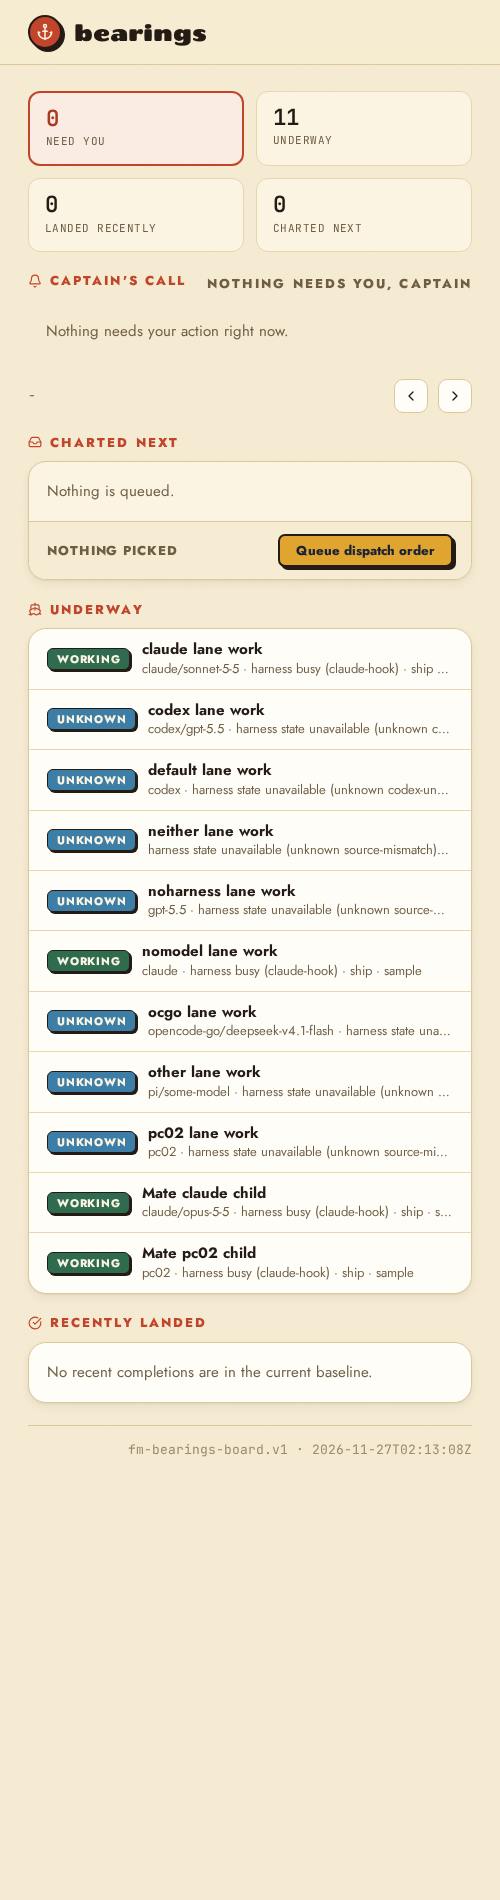 bearings
0
NEED YOU
11
UNDERWAY
0
LANDED RECENTLY
0
CHARTED NEXT
CAPTAIN'S CALL
NOTHING NEEDS YOU, CAPTAIN
Nothing needs your action right now.
-
CHARTED NEXT
Nothing is queued.
NOTHING PICKED
Queue dispatch order
UNDERWAY
WORKING
claude lane work
claude/sonnet-5-5 · harness busy (claude-hook) · ship ...
UNKNOWN
codex lane work
codex/gpt-5.5 · harness state unavailable (unknown c...
UNKNOWN
default lane work
codex · harness state unavailable (unknown codex-un...
UNKNOWN
neither lane work
harness state unavailable (unknown source-mismatch)...
UNKNOWN
noharness lane work
gpt-5.5 · harness state unavailable (unknown source-...
WORKING
nomodel lane work
claude · harness busy (claude-hook) · ship · sample
UNKNOWN
ocgo lane work
opencode-go/deepseek-v4.1-flash · harness state una...
UNKNOWN
other lane work
pi/some-model · harness state unavailable (unknown ...
UNKNOWN
pc02 lane work
pc02 · harness state unavailable (unknown source-mi...
WORKING
Mate claude child
claude/opus-5-5 · harness busy (claude-hook) · ship · s...
WORKING
Mate pc02 child
pc02 · harness busy (claude-hook) · ship · sample
RECENTLY LANDED
No recent completions are in the current baseline.
fm-bearings-board.v1 · 2026-11-27T02:13:08Z